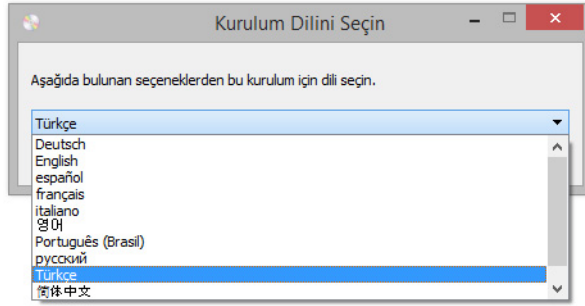 Kurulum Dilini Seçin
Aşağıda bulunan seçeneklerden bu kurulum için dili seçin.
Türkçe
Deutsch
English
español
français
italiano
영어
Português (Brasil)
русский
Türkçe
简体中文